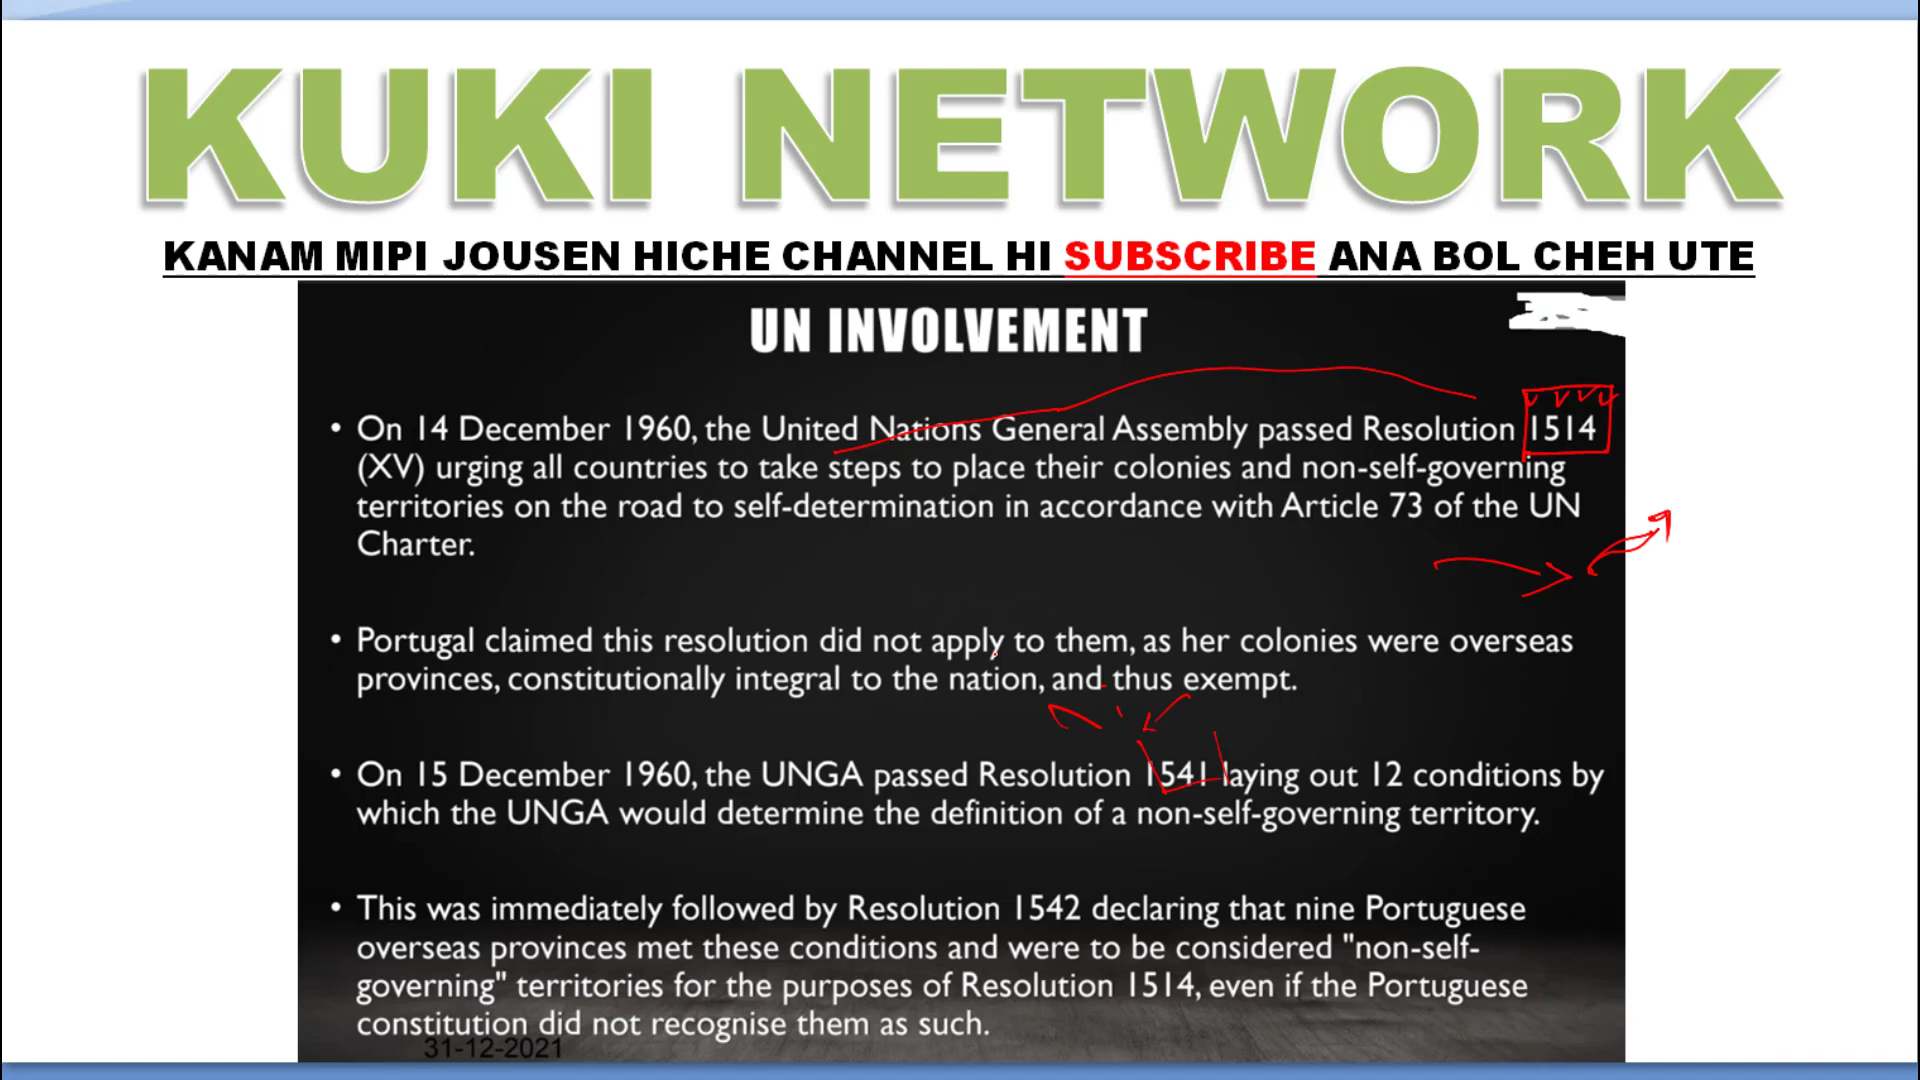 KUKI NETWORK
KANAM MIPI JOUSEN HICHE CHANNEL HI SUBSCRIBE ANA BOL CHEH UTE
UN INVOLVEMENT
• On 14 December 1960, the United Nations General Assembly passed Resolution 1514
(XV) urging all countries to take steps to place their colonies and non-self-governing
territories on the road to self-determination in accordance with Article 73 of the UN
Charter.
• Portugal claimed this resolution did not apply to them, as her colonies were overseas
provinces, constitutionally integral to the nation, and thus exempt.
• On 15 December 1960, the UNGA passed Resolution 1541 laying out 12 conditions by
which the UNGA would determine the definition of a non-self-governing territory.
• This was immediately followed by Resolution 1542 declaring that nine Portuguese
overseas provinces met these conditions and were to be considered "non-self-
governing" territories for the purposes of Resolution 1514, even if the Portuguese
constitution did not recognise them as such.
31-12-2021